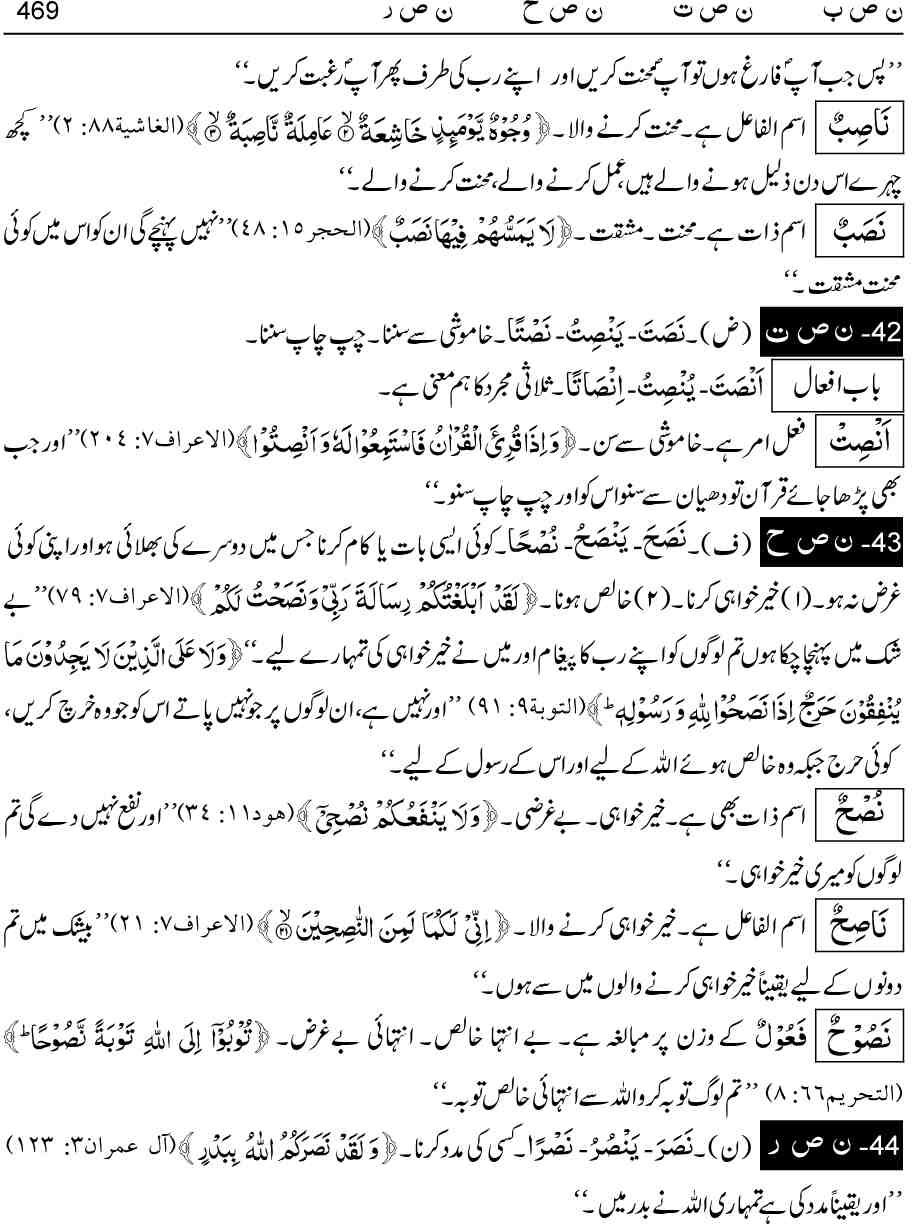 ن ص ب ن ص ت ن ص ح ن ص ر 469
’’پس جب آپؐ فارغ ہوں تو آپؐ محنت کریں اور اپنے رب کی طرف پھر آپؐ رغبت کریں۔‘‘
نَاصِبٌ اسم الفاعل ہے۔ محنت کرنے والا۔ ﴿وُجُوْهٌ يَّوْمَىِٕذٍ خَاشِعَةٌ ۙ۲ عَامِلَةٌ نَّاصِبَةٌ ۙ۳﴾ (الغاشية۸۸: ۲) ’’کچھ
چہرے اس دن ذلیل ہونے والے ہیں، عمل کرنے والے، محنت کرنے والے۔‘‘
نَصَبٌ اسم ذات ہے۔ محنت۔ مشقت۔ ﴿لَا يَمَسُّهُمْ فِيْهَا نَصَبٌ﴾ (الحجر۱۵: ۴۸) ’’نہیں پہنچے گی ان کو اس میں کوئی
محنت مشقت۔‘‘
42- ن ص ت (ض)۔ نَصَتَ- يَنْصِتُ- نَصْتًا۔ خاموشی سے سننا۔ چپ چاپ سننا۔
باب افعال اَنْصَتَ- يُنْصِتُ- اِنْصَاتًا۔ ثلاثی مجرد کا ہم معنی ہے۔
اَنْصِتْ فعل امر ہے۔ خاموشی سے سن۔ ﴿وَاِذَا قُرِئَ الْقُرْاٰنُ فَاسْتَمِعُوْا لَهٗ وَاَنْصِتُوْا﴾ (الاعراف۷: ۲۰۴) ’’اور جب
بھی پڑھا جائے قرآن تو دھیان سے سنو اس کو اور چپ چاپ سنو۔‘‘
43- ن ص ح (ف)۔ نَصَحَ- يَنْصَحُ- نُصْحًا۔ کوئی ایسی بات یا کام کرنا جس میں دوسرے کی بھلائی ہو اور اپنی کوئی
غرض نہ ہو۔ (۱) خیر خواہی کرنا۔ (۲) خالص ہونا۔ ﴿لَقَدْ اَبْلَغْتُكُمْ رِسَالَةَ رَبِّيْ وَنَصَحْتُ لَكُمْ﴾ (الاعراف۷: ۷۹) ’’بے
شک میں پہنچا چکا ہوں تم لوگوں کو اپنے رب کا پیغام اور میں نے خیر خواہی کی تمہارے لیے۔‘‘ ﴿وَلَا عَلَى الَّذِيْنَ لَا يَجِدُوْنَ مَا
يُنْفِقُوْنَ حَرَجٌ اِذَا نَصَحُوْا لِلّٰهِ وَرَسُوْلِهٖ ؕ﴾ (التوبة۹: ۹۱) ’’اور نہیں ہے، ان لوگوں پر جو نہیں پاتے اس کو جو وہ خرچ کریں،
کوئی حرج جبکہ وہ خالص ہوئے اللہ کے لیے اور اس کے رسول کے لیے۔‘‘
نُصْحٌ اسم ذات بھی ہے۔ خیر خواہی۔ بے غرضی۔ ﴿وَلَا يَنْفَعُكُمْ نُصْحِيْٓ﴾ (هود۱۱: ۳۴) ’’اور نفع نہیں دے گی تم
لوگوں کو میری خیر خواہی۔‘‘
نَاصِحٌ اسم الفاعل ہے۔ خیر خواہی کرنے والا۔ ﴿اِنِّيْ لَكُمَا لَمِنَ النّٰصِحِيْنَ ۙ۲۱﴾ (الاعراف۷: ۲۱) ’’بیشک میں تم
دونوں کے لیے یقیناً خیر خواہی کرنے والوں میں سے ہوں۔‘‘
نَصُوْحٌ فَعُوْلٌ کے وزن پر مبالغہ ہے۔ بے انتہا خالص۔ انتہائی بے غرض۔ ﴿تُوْبُوْٓا اِلَى اللّٰهِ تَوْبَةً نَّصُوْحًا ؕ﴾
(التحریم۶۶: ۸) ’’تم لوگ توبہ کرو اللہ سے انتہائی خالص توبہ۔‘‘
44- ن ص ر (ن)۔ نَصَرَ- يَنْصُرُ- نَصْرًا۔ کسی کی مدد کرنا۔ ﴿وَلَقَدْ نَصَرَكُمُ اللّٰهُ بِبَدْرٍ﴾ (آل عمران۳: ۱۲۳)
’’اور یقیناً مدد کی ہے تمہاری اللہ نے بدر میں۔‘‘